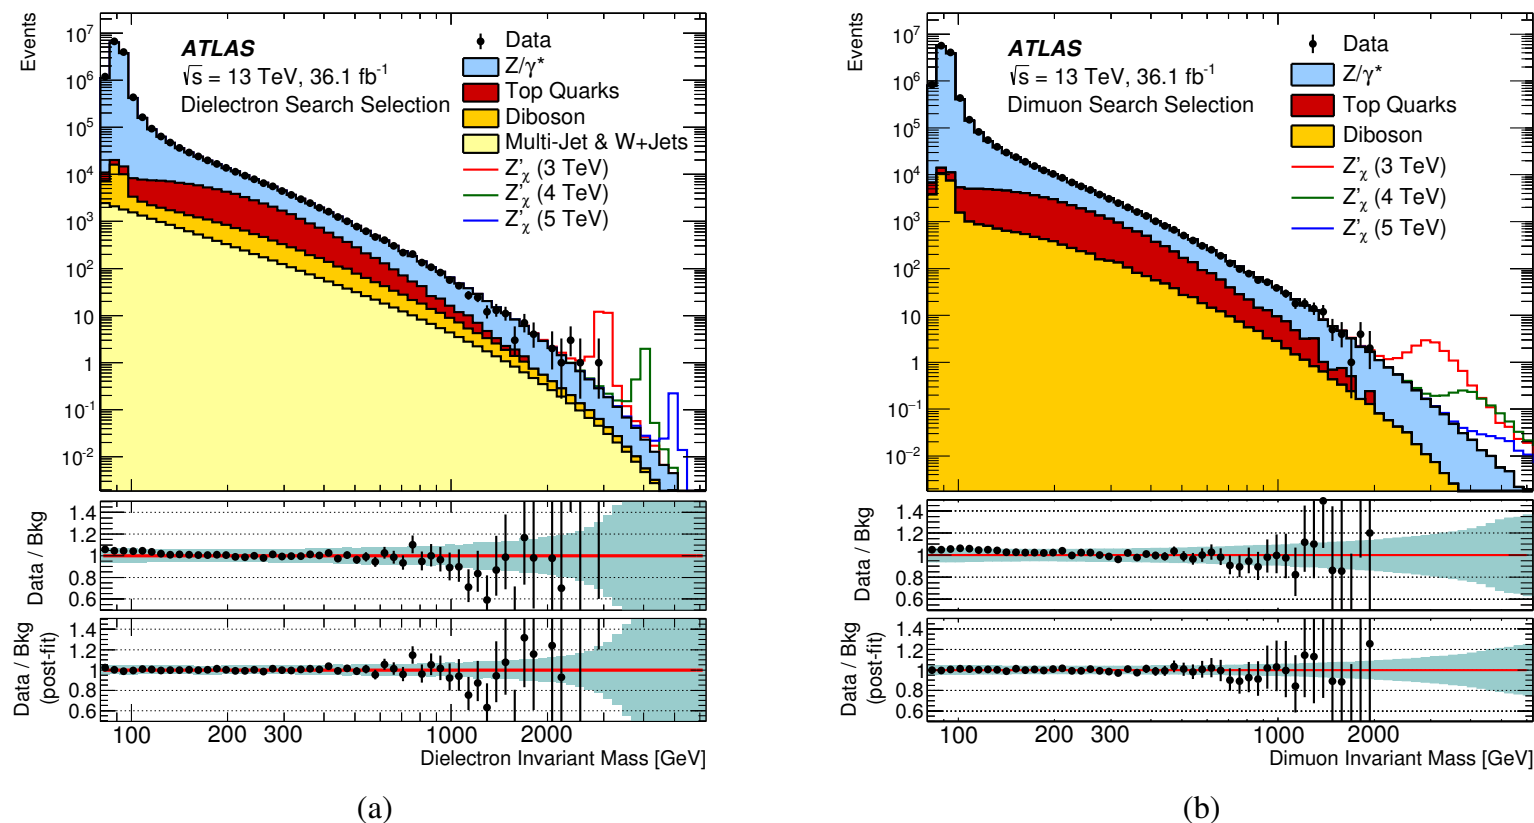 Events
10⁷
10⁶
10⁵
10⁴
10³
10²
10
1
10⁻¹
10⁻²
ATLAS
√s = 13 TeV, 36.1 fb⁻¹
Dielectron Search Selection
Data
Z/γ*
Top Quarks
Diboson
Multi-Jet & W+Jets
Z'χ (3 TeV)
Z'χ (4 TeV)
Z'χ (5 TeV)
Data / Bkg
1.4
1.2
1
0.8
0.6
Data / Bkg
(post-fit)
1.4
1.2
1
0.8
0.6
100 200 300 1000 2000
Dielectron Invariant Mass [GeV]
(a)
Events
10⁷
10⁶
10⁵
10⁴
10³
10²
10
1
10⁻¹
10⁻²
ATLAS
√s = 13 TeV, 36.1 fb⁻¹
Dimuon Search Selection
Data
Z/γ*
Top Quarks
Diboson
Z'χ (3 TeV)
Z'χ (4 TeV)
Z'χ (5 TeV)
Data / Bkg
1.4
1.2
1
0.8
0.6
Data / Bkg
(post-fit)
1.4
1.2
1
0.8
0.6
100 200 300 1000 2000
Dimuon Invariant Mass [GeV]
(b)